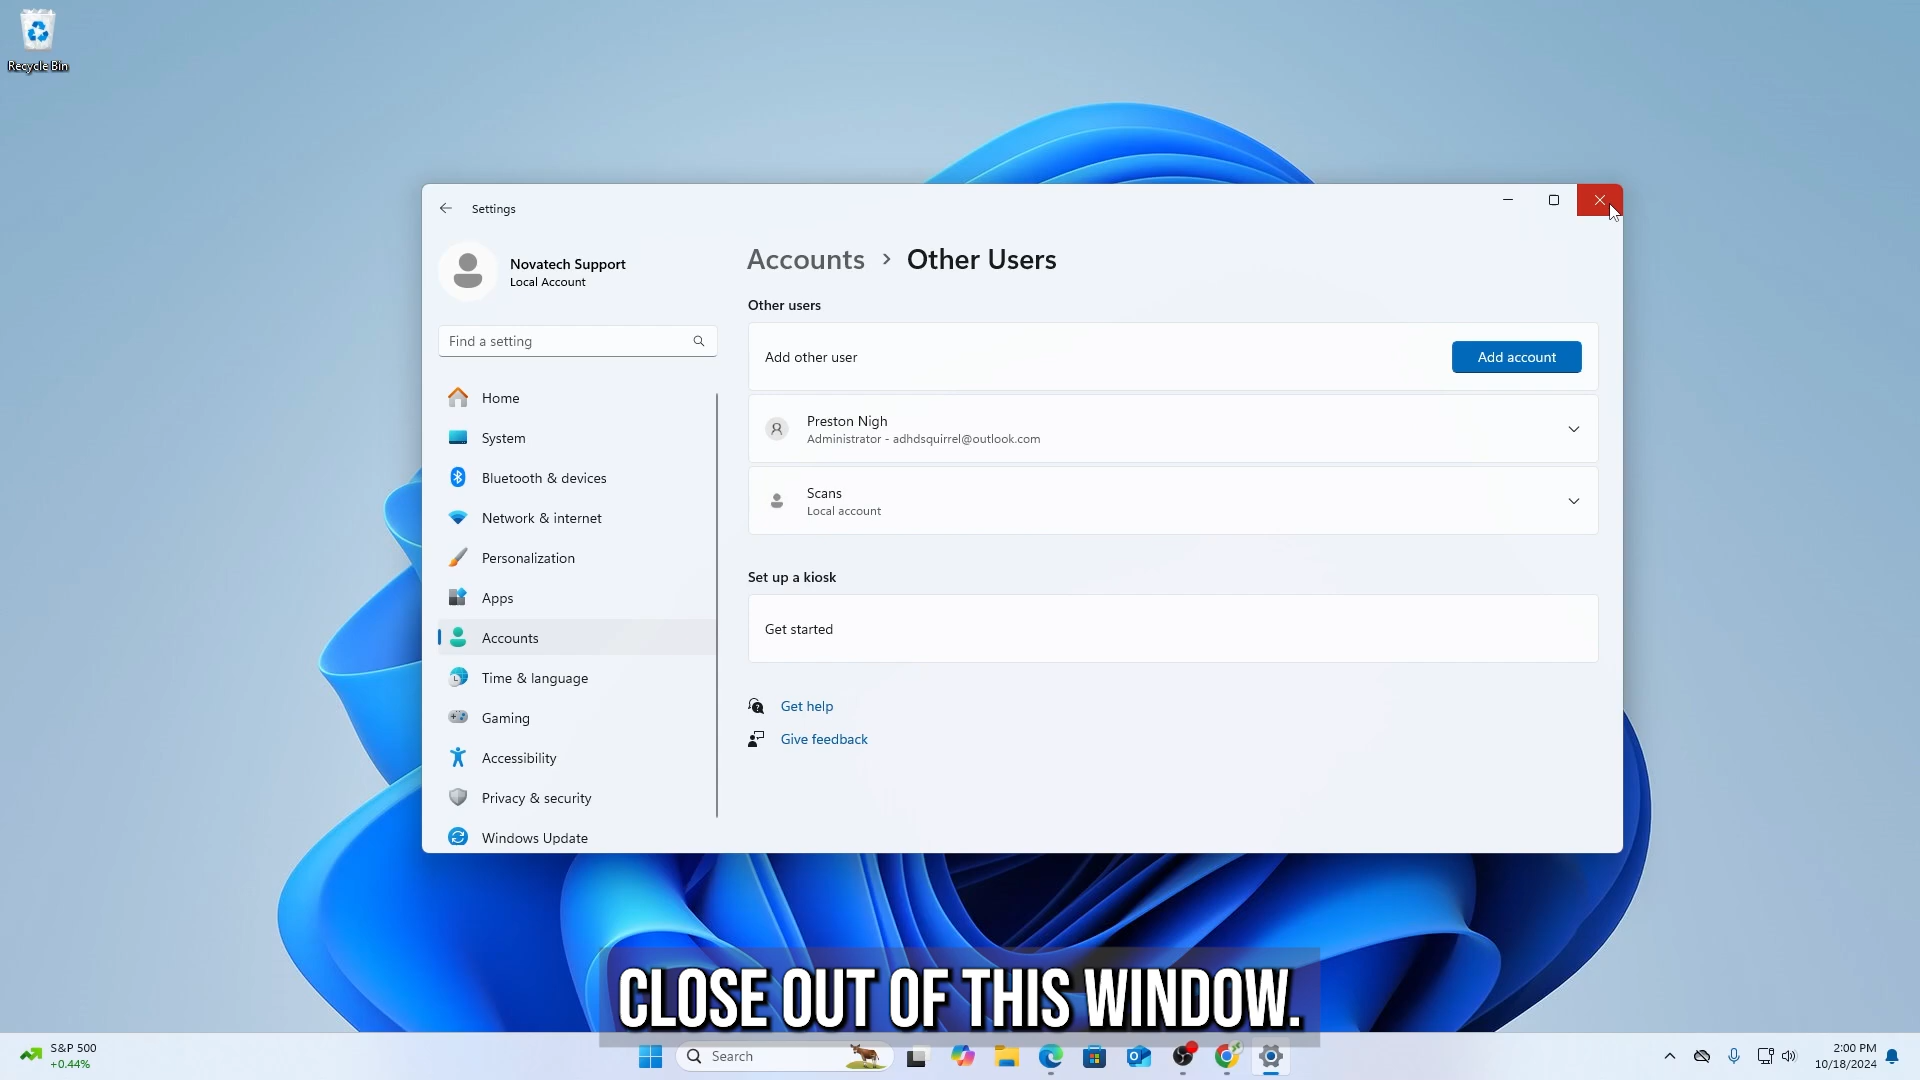 Recycle Bin
Settings
Novatech Support
Local Account
Find a setting
Home
System
Bluetooth & devices
Network & internet
Personalization
Apps
Accounts
Time & language
Gaming
Accessibility
Privacy & security
Windows Update
Accounts › Other Users
Other users
Add other user
Add account
Preston Nigh
Administrator - adhdsquirrel@outlook.com
Scans
Local account
Set up a kiosk
Get started
Get help
Give feedback
CLOSE OUT OF THIS WINDOW.
S&P 500
+0.44%
Search
2:00 PM
10/18/2024